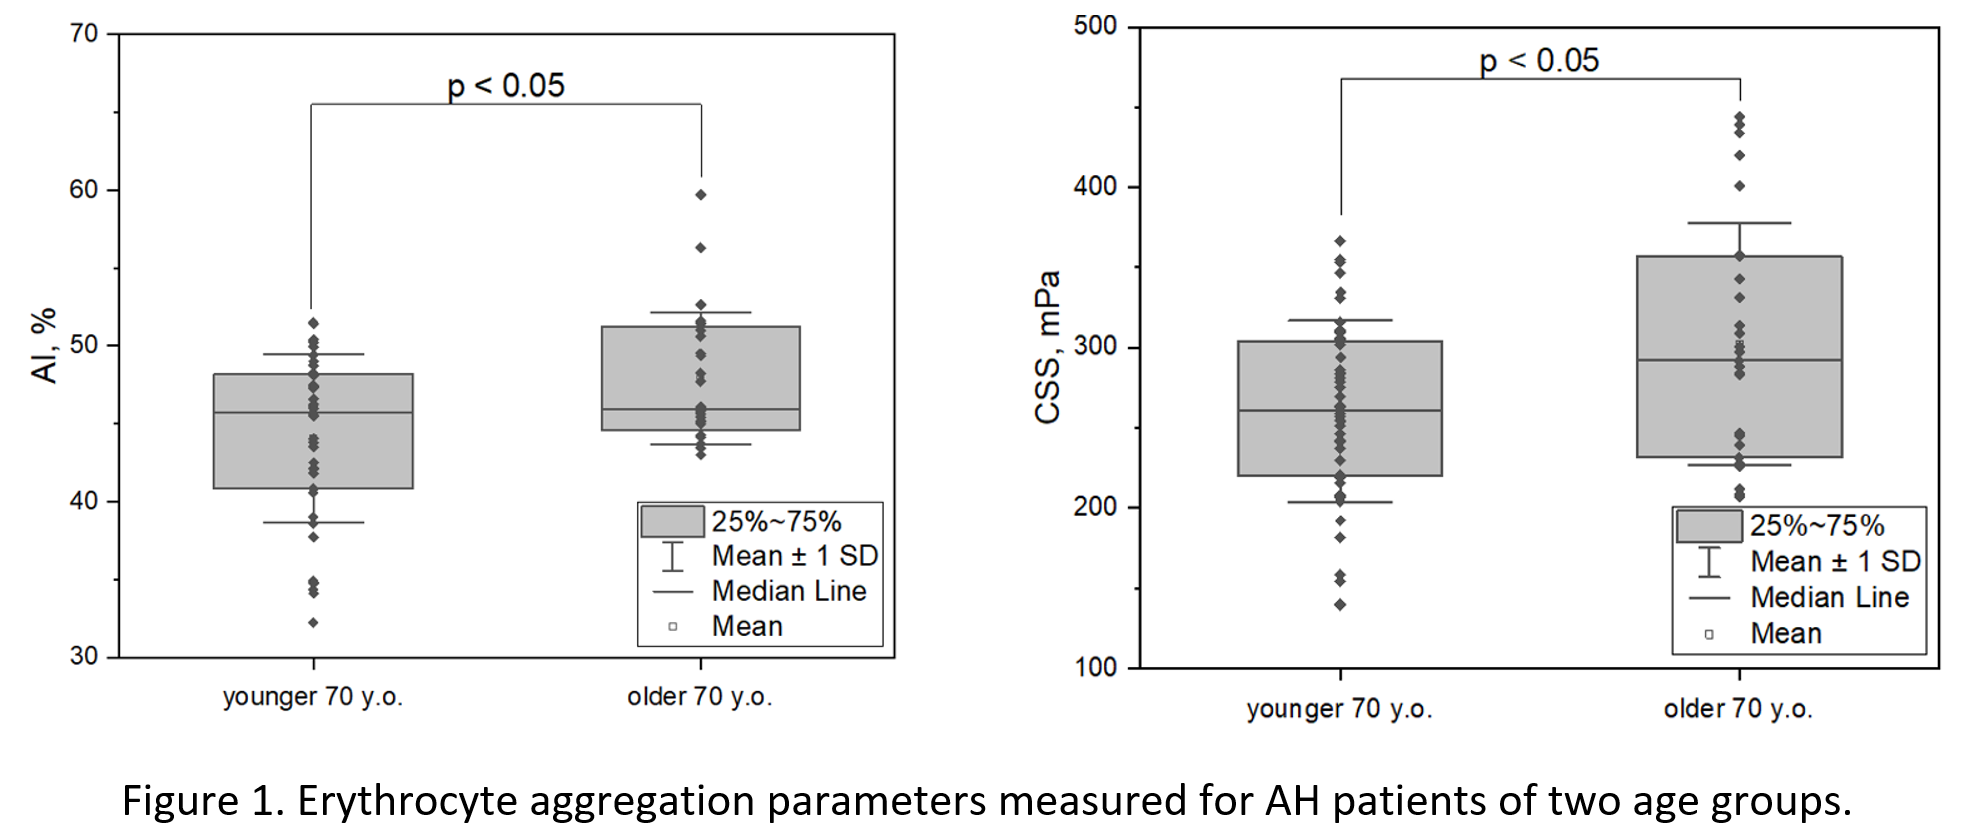 70
60
50
40
30
AI, %
p < 0.05
25%~75%
Mean ± 1 SD
Median Line
Mean
younger 70 y.o.
older 70 y.o.
500
400
300
200
100
CSS, mPa
p < 0.05
25%~75%
Mean ± 1 SD
Median Line
Mean
younger 70 y.o.
older 70 y.o.
Figure 1. Erythrocyte aggregation parameters measured for AH patients of two age groups.